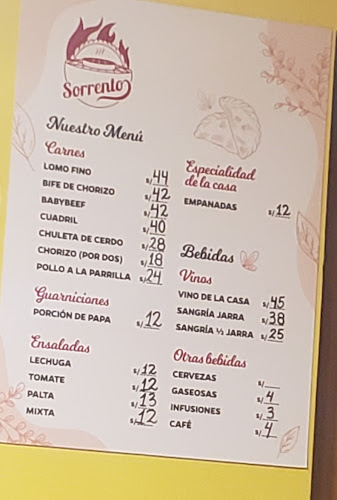 Sorrento
Nuestro Menú
Carnes
LOMO FINO s/44
BIFE DE CHORIZO s/42
BABYBEEF s/42
CUADRIL s/40
CHULETA DE CERDO s/28
CHORIZO (POR DOS) s/18
POLLO A LA PARRILLA s/24
Guarniciones
PORCIÓN DE PAPA s/12
Ensaladas
LECHUGA s/12
TOMATE s/12
PALTA s/13
MIXTA s/12
Especialidad
de la casa
EMPANADAS s/12
Bebidas
Vinos
VINO DE LA CASA s/45
SANGRÍA JARRA s/38
SANGRÍA ½ JARRA s/25
Otras bebidas
CERVEZAS s/
GASEOSAS s/4
INFUSIONES s/3
CAFÉ s/4